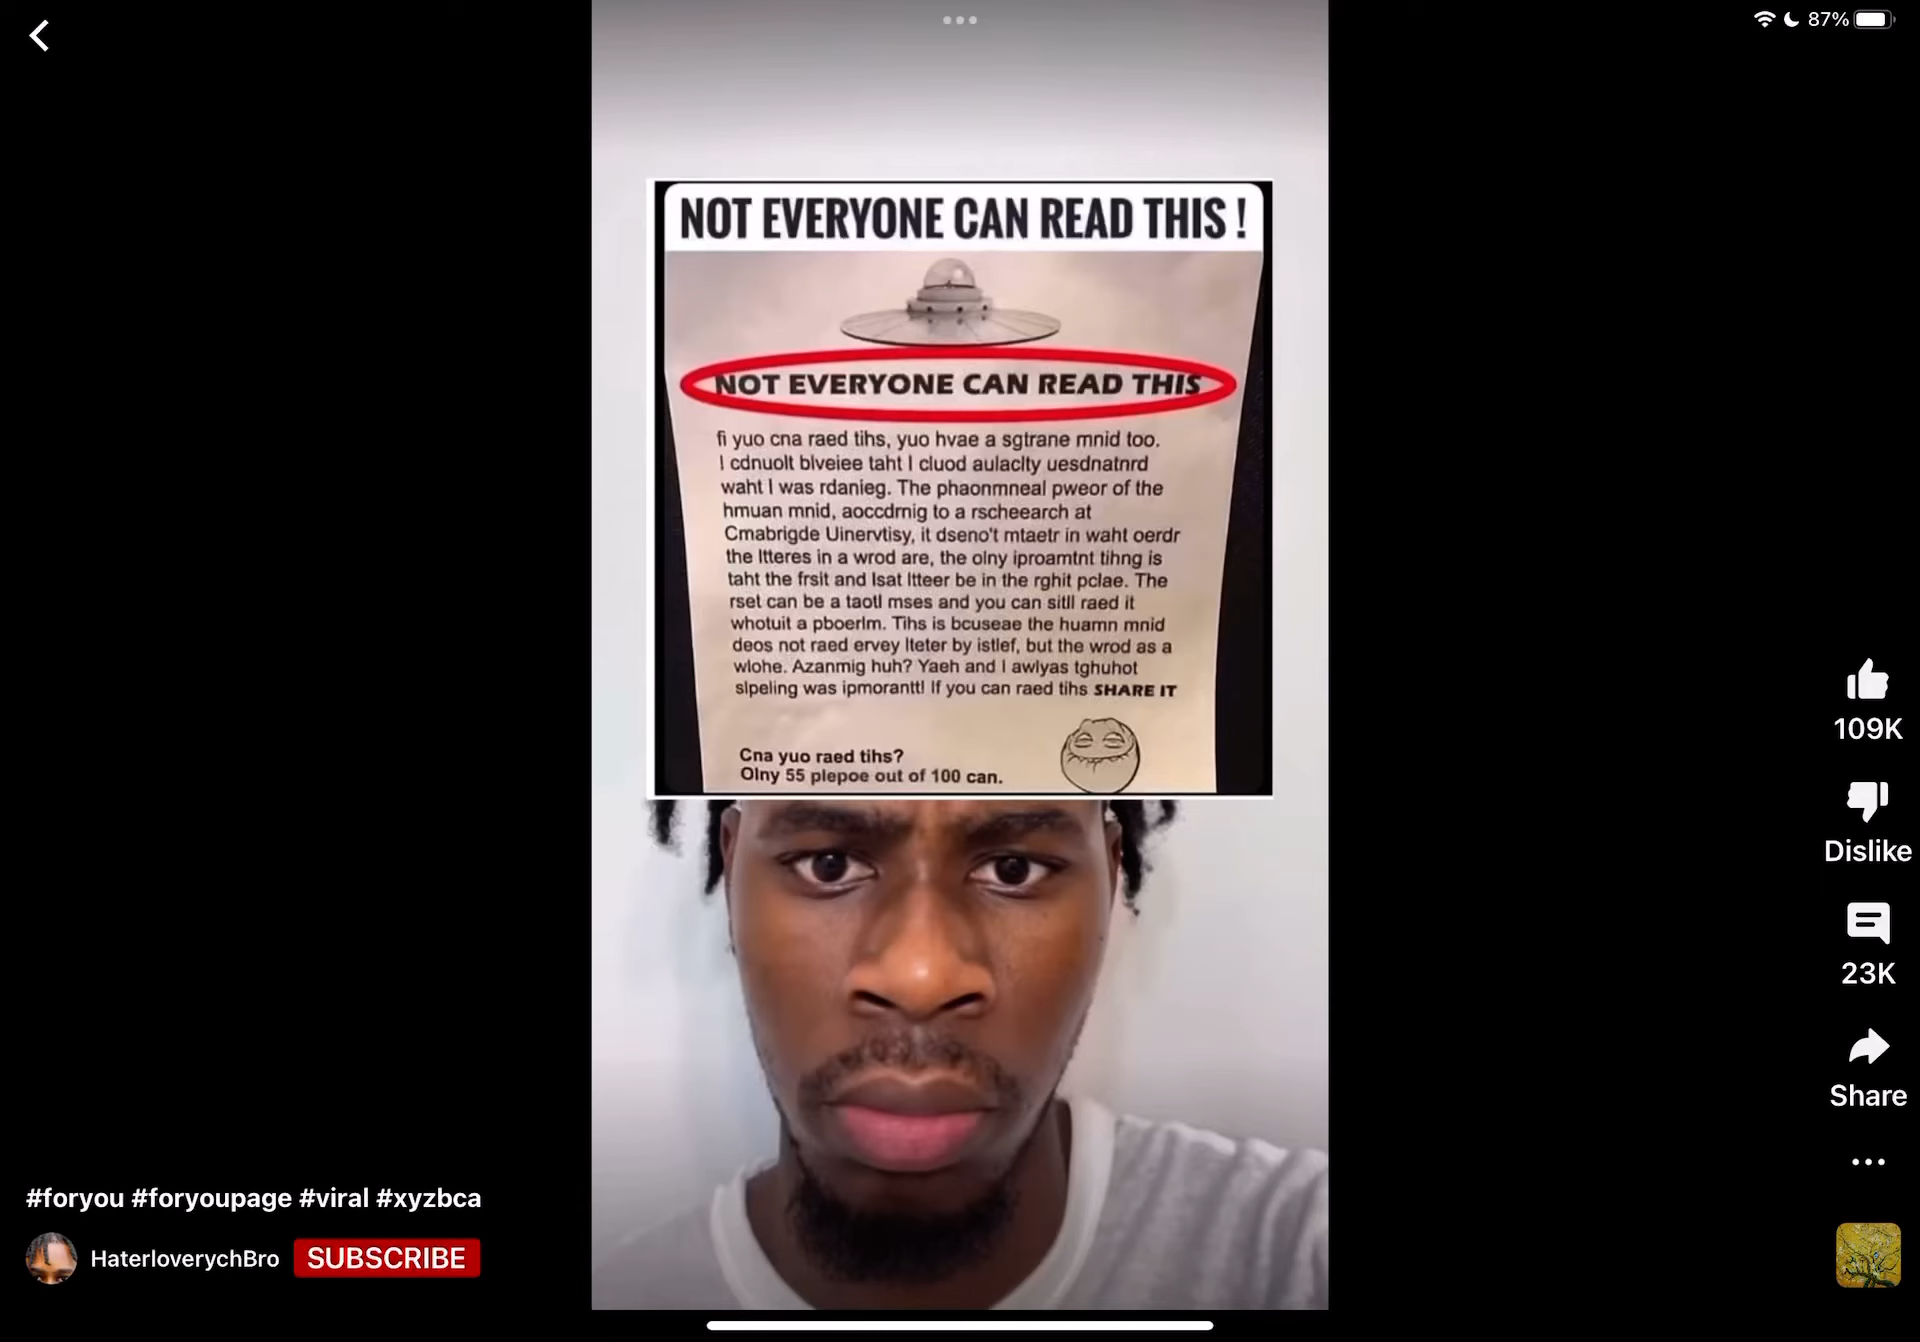 87%
NOT EVERYONE CAN READ THIS !
NOT EVERYONE CAN READ THIS
fi yuo cna raed tihs, yuo hvae a sgtrane mnid too.
I cdnuolt blveiee taht I cluod aulaclty uesdnatnrd
waht I was rdanieg. The phaonmneal pweor of the
hmuan mnid, aoccdrnig to a rscheearch at
Cmabrigde Uinervtisy, it dseno't mtaetr in waht oerdr
the ltteres in a wrod are, the olny iproamtnt tihng is
taht the frsit and lsat ltteer be in the rghit pclae. The
rset can be a taotl mses and you can sitll raed it
whotuit a pboerlm. Tihs is bcuseae the huamn mnid
deos not raed ervey lteter by istlef, but the wrod as a
wlohe. Azanmig huh? Yaeh and I awlyas tghuhot
slpeling was ipmorantt! If you can raed tihs SHARE IT
Cna yuo raed tihs?
Olny 55 plepoe out of 100 can.
109K
Dislike
23K
Share
#foryou #foryoupage #viral #xyzbca
HaterloverychBro SUBSCRIBE